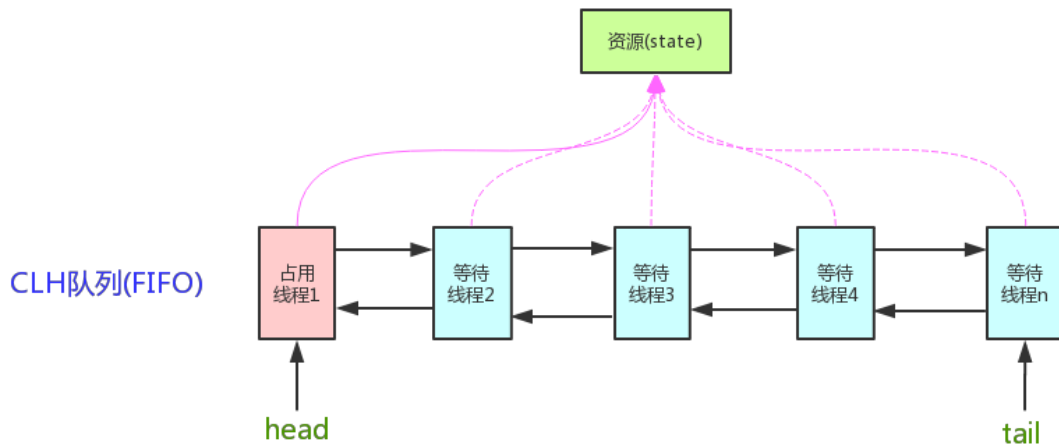 资源(state)
CLH队列(FIFO)
占用
线程1
等待
线程2
等待
线程3
等待
线程4
等待
线程n
head
tail